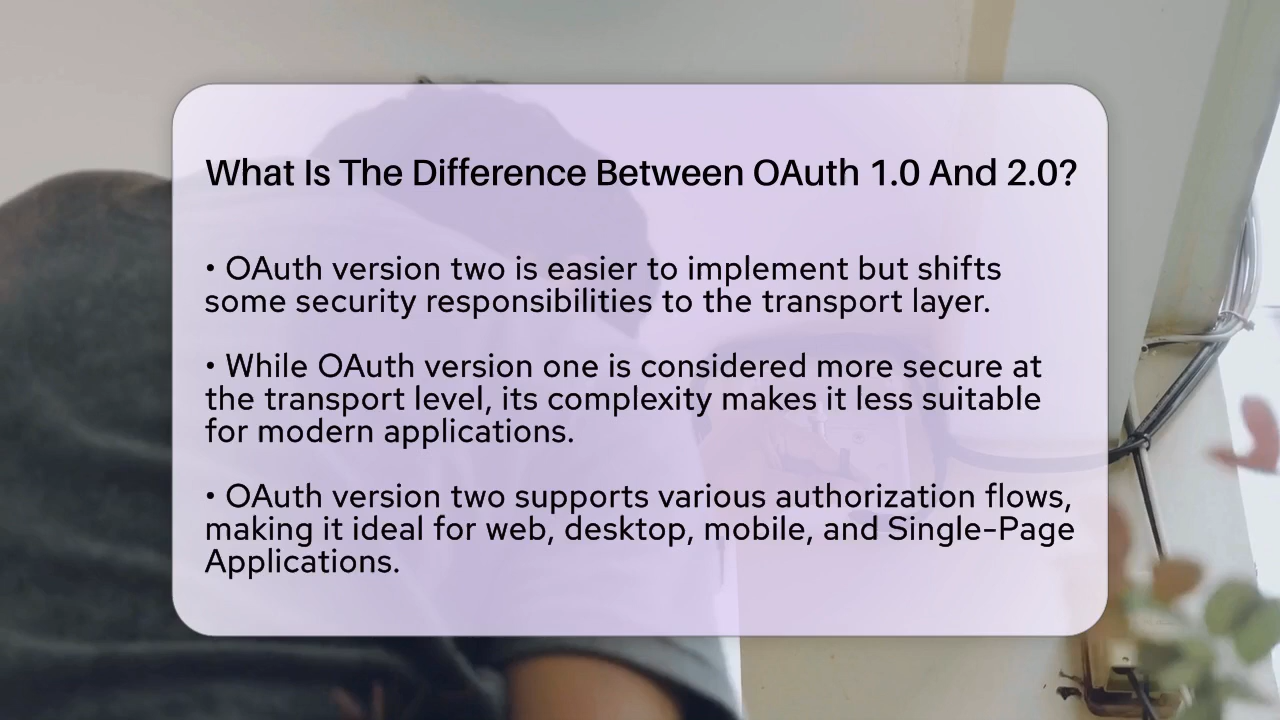 What Is The Difference Between OAuth 1.0 And 2.0?
• OAuth version two is easier to implement but shifts
some security responsibilities to the transport layer.
• While OAuth version one is considered more secure at
the transport level, its complexity makes it less suitable
for modern applications.
• OAuth version two supports various authorization flows,
making it ideal for web, desktop, mobile, and Single-Page
Applications.